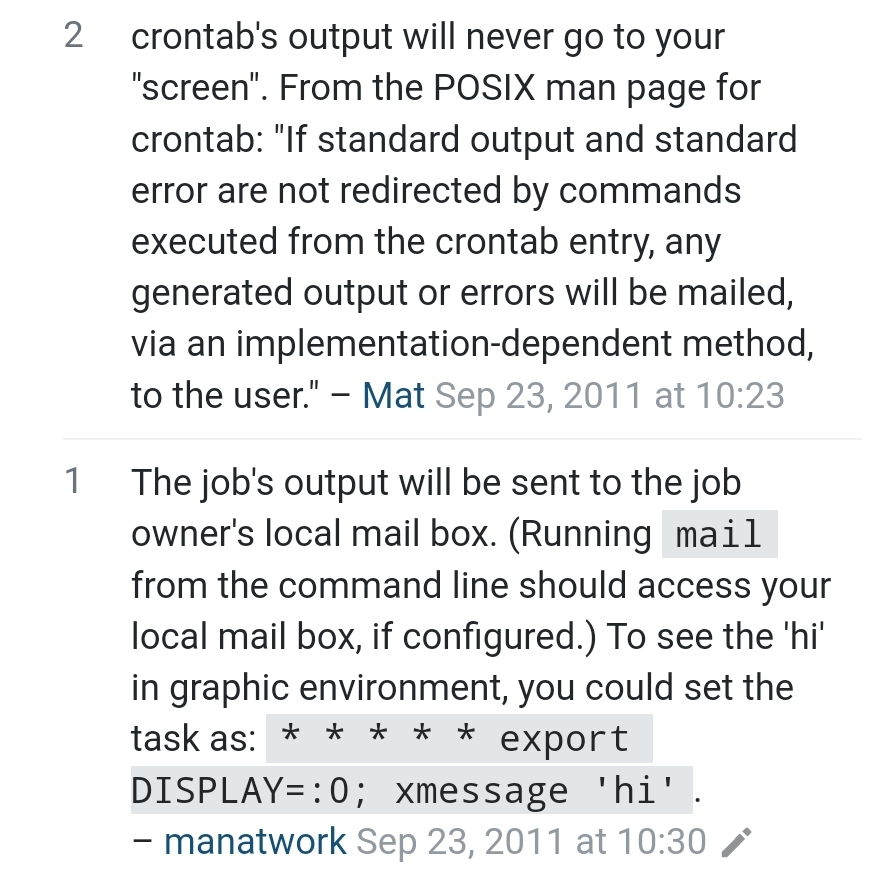 2 crontab's output will never go to your
"screen". From the POSIX man page for
crontab: "If standard output and standard
error are not redirected by commands
executed from the crontab entry, any
generated output or errors will be mailed,
via an implementation-dependent method,
to the user." – Mat Sep 23, 2011 at 10:23
1 The job's output will be sent to the job
owner's local mail box. (Running mail
from the command line should access your
local mail box, if configured.) To see the 'hi'
in graphic environment, you could set the
task as: * * * * * export
DISPLAY=:0; xmessage 'hi' .
– manatwork Sep 23, 2011 at 10:30